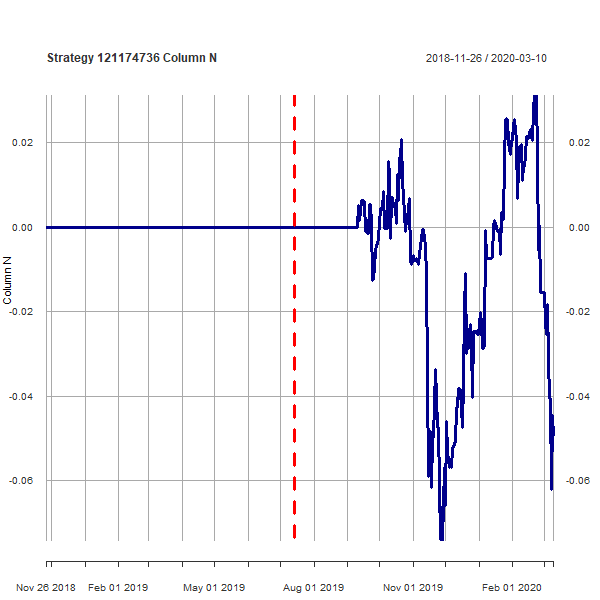 Strategy 121174736 Column N
2018-11-26 / 2020-03-10
0.02 0.02
0.00 0.00
-0.02 -0.02
-0.04 -0.04
-0.06 -0.06
Column N
Nov 26 2018 Feb 01 2019 May 01 2019 Aug 01 2019 Nov 01 2019 Feb 01 2020